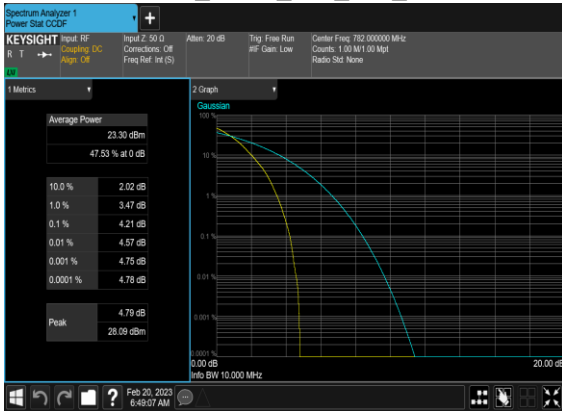 Spectrum Analyzer 1
Power Stat CCDF
KEYSIGHT
R T
LXI
Input: RF
Coupling: DC
Align: Off
Input Z: 50 Ω
Corrections: Off
Freq Ref: Int (S)
Atten: 20 dB
Trig: Free Run
#IF Gain: Low
Center Freq: 782.000000 MHz
Counts: 1.00 M/1.00 Mpt
Radio Std: None
1 Metrics
Average Power
23.30 dBm
47.53 % at 0 dB
10.0 % 2.02 dB
1.0 % 3.47 dB
0.1 % 4.21 dB
0.01 % 4.57 dB
0.001 % 4.75 dB
0.0001 % 4.78 dB
Peak
4.79 dB
28.09 dBm
2 Graph
Gaussian
100 %
10 %
1 %
0.1 %
0.01 %
0.001 %
0.0001 %
0.00 dB
20.00 dB
Info BW 10.000 MHz
Feb 20, 2023
6:49:07 AM